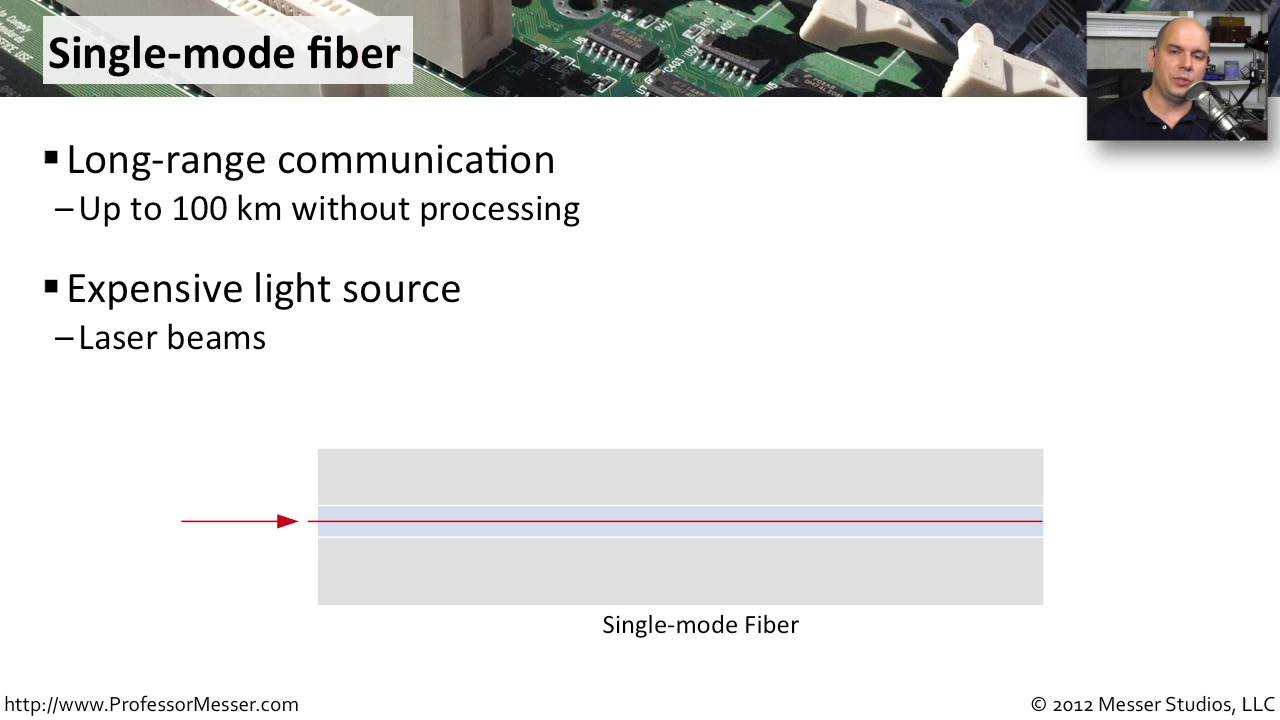 Single-mode fiber
▪ Long-range communication
– Up to 100 km without processing
▪ Expensive light source
– Laser beams
Single-mode Fiber
http://www.ProfessorMesser.com
© 2012 Messer Studios, LLC